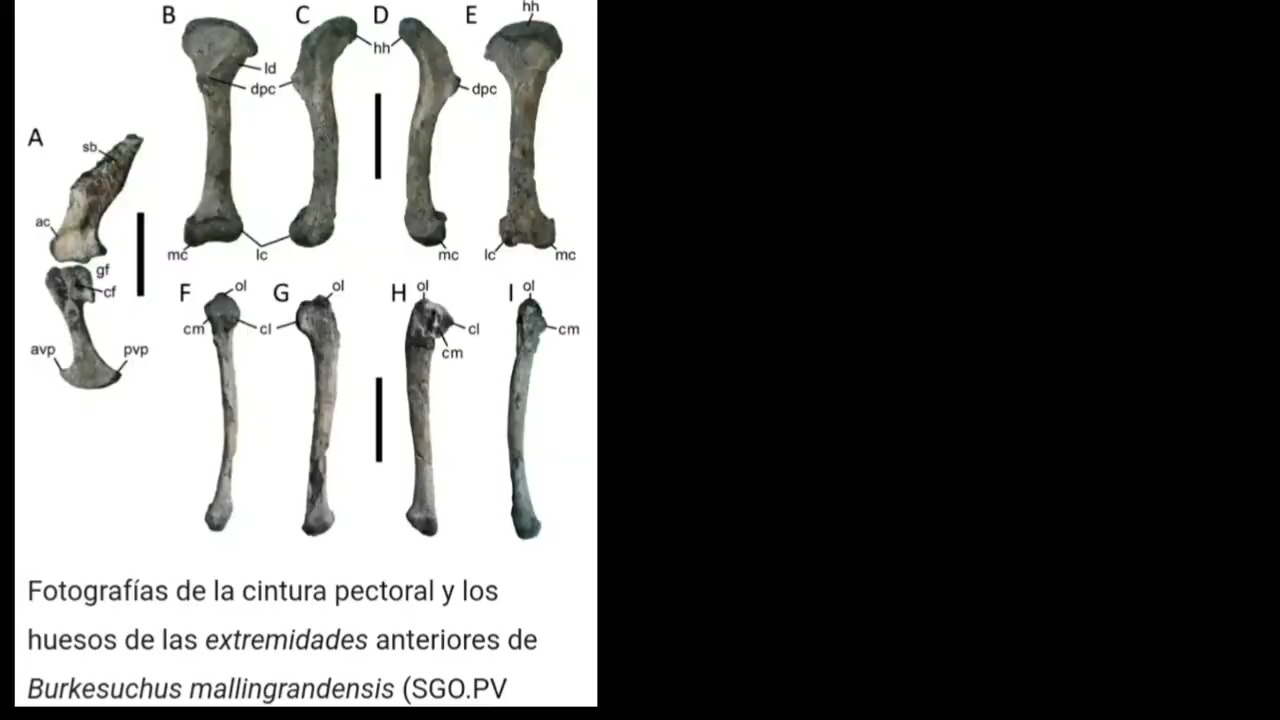 B C D E hh
hh
ld
dpc dpc
A
sb
ac
mc lc mc lc mc
gf
cf
F ol G ol H ol I ol
cm cl cl cm
cm
avp pvp
Fotografías de la cintura pectoral y los
huesos de las extremidades anteriores de
Burkesuchus mallingrandensis (SGO.PV